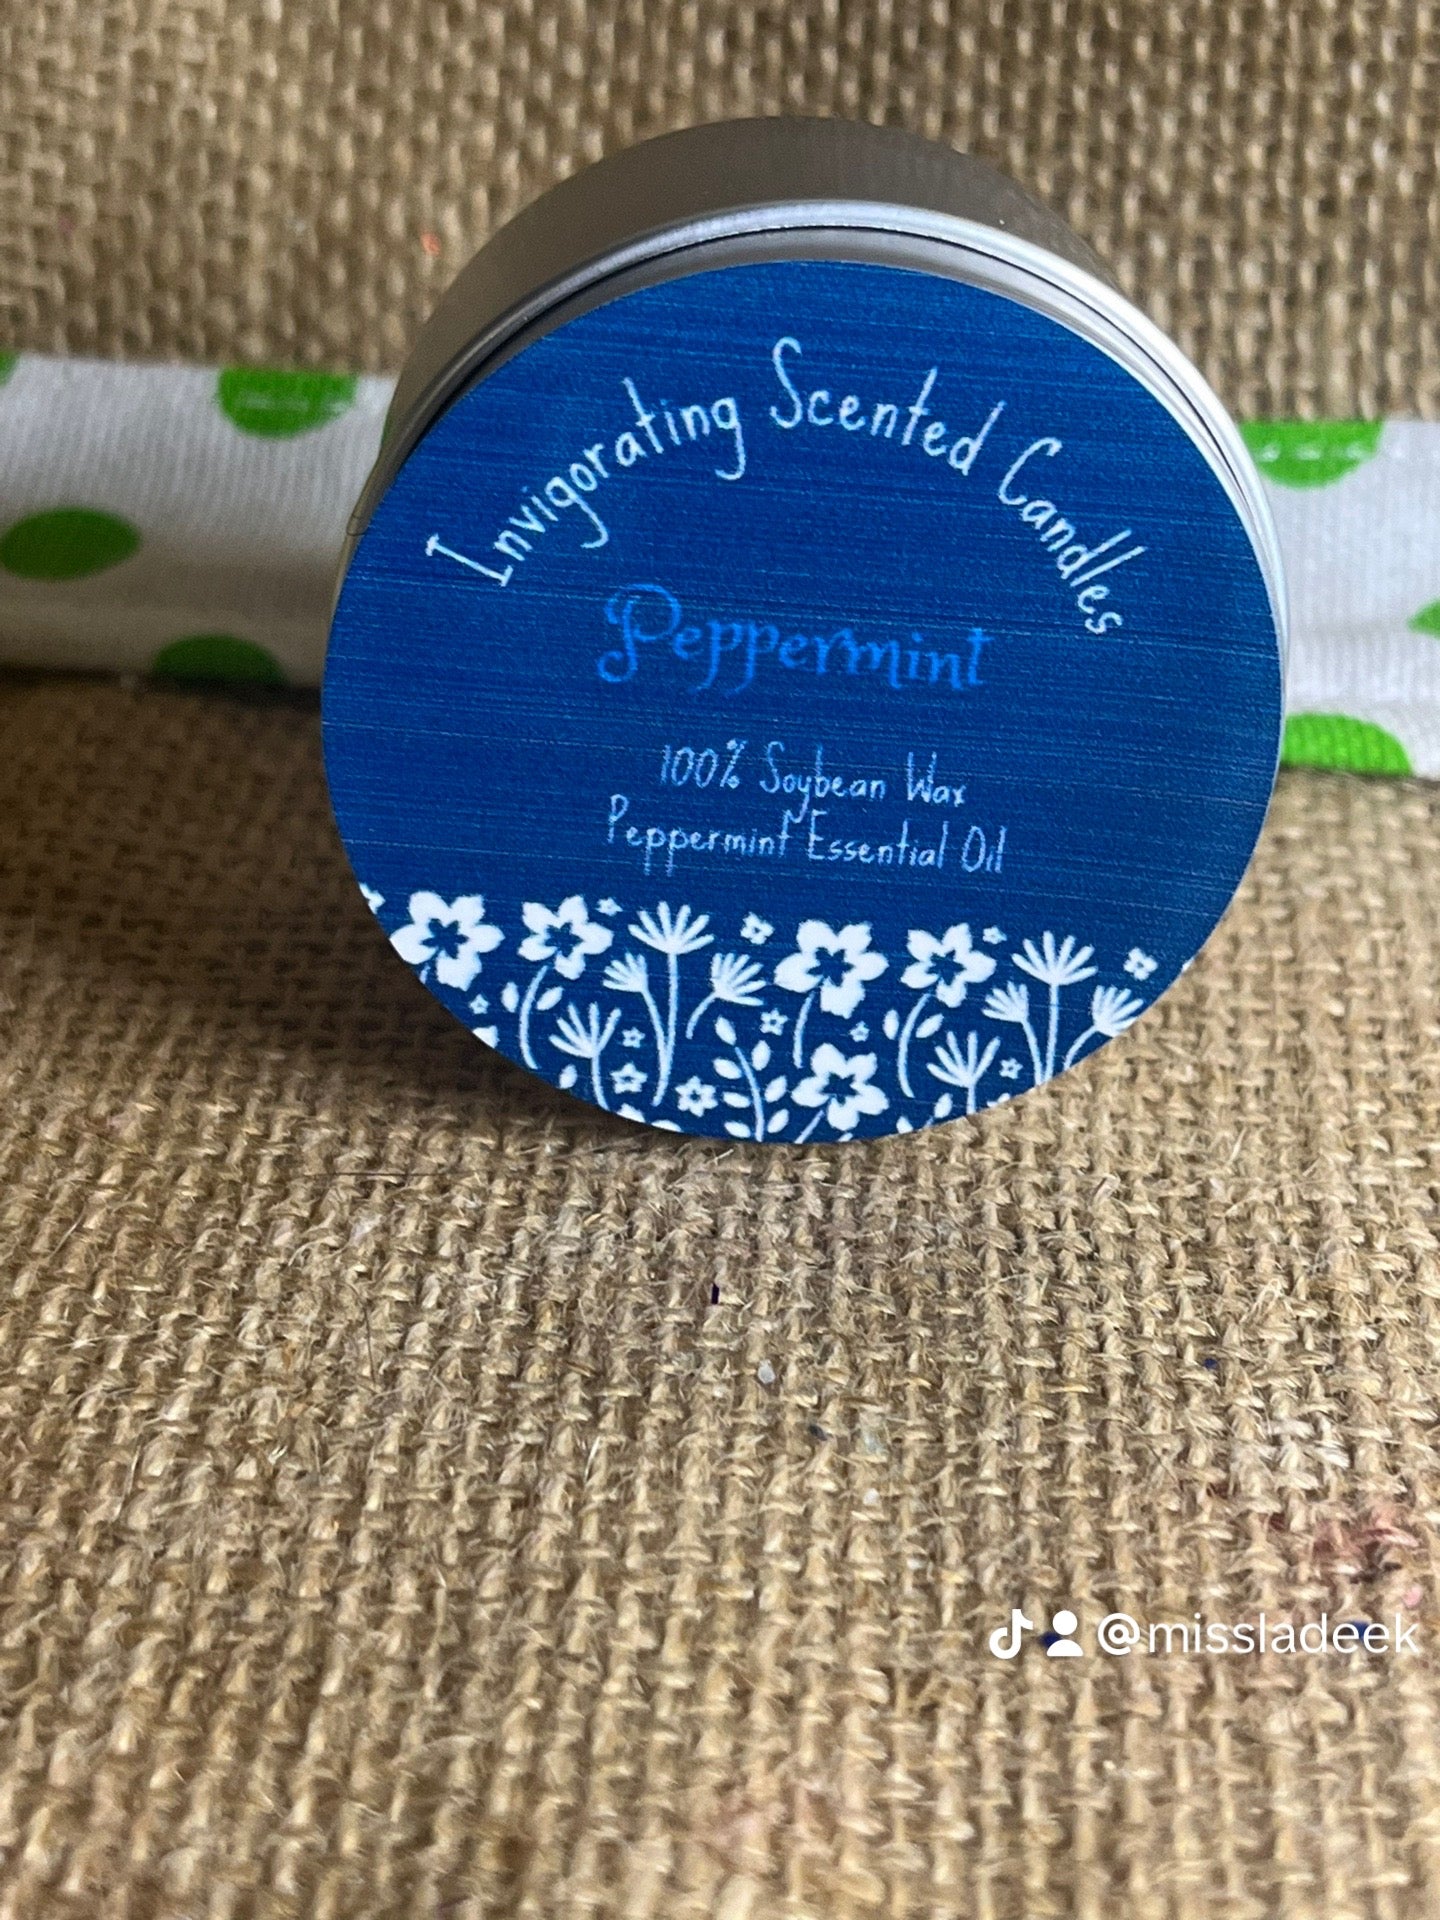 Invigorating Scented Candles
Peppermint
100% Soybean Wax
Peppermint Essential Oil
@missladeek